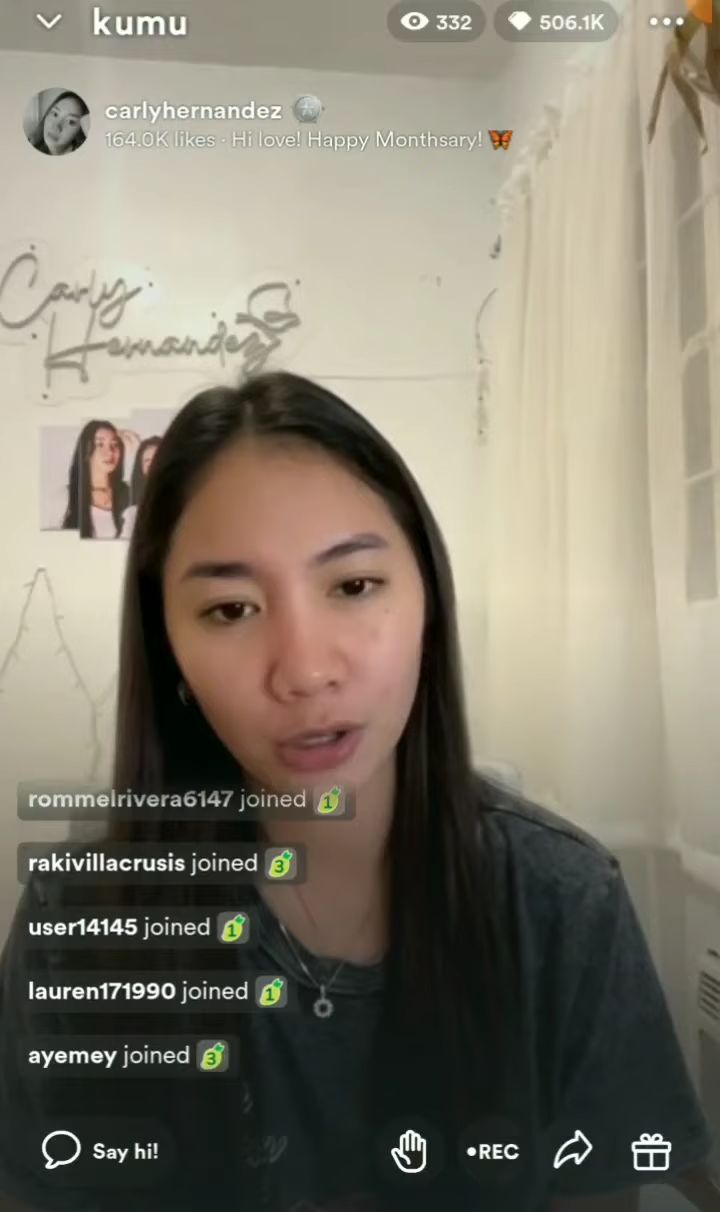 kumu
332
506.1K
carlyhernandez
164.0K likes · Hi love! Happy Monthsary! 🦋
Carly
Hernandez
rommelrivera6147 joined 1
rakivillacrusis joined 3
user14145 joined 1
lauren171990 joined 1
ayemey joined 3
Say hi!
•REC